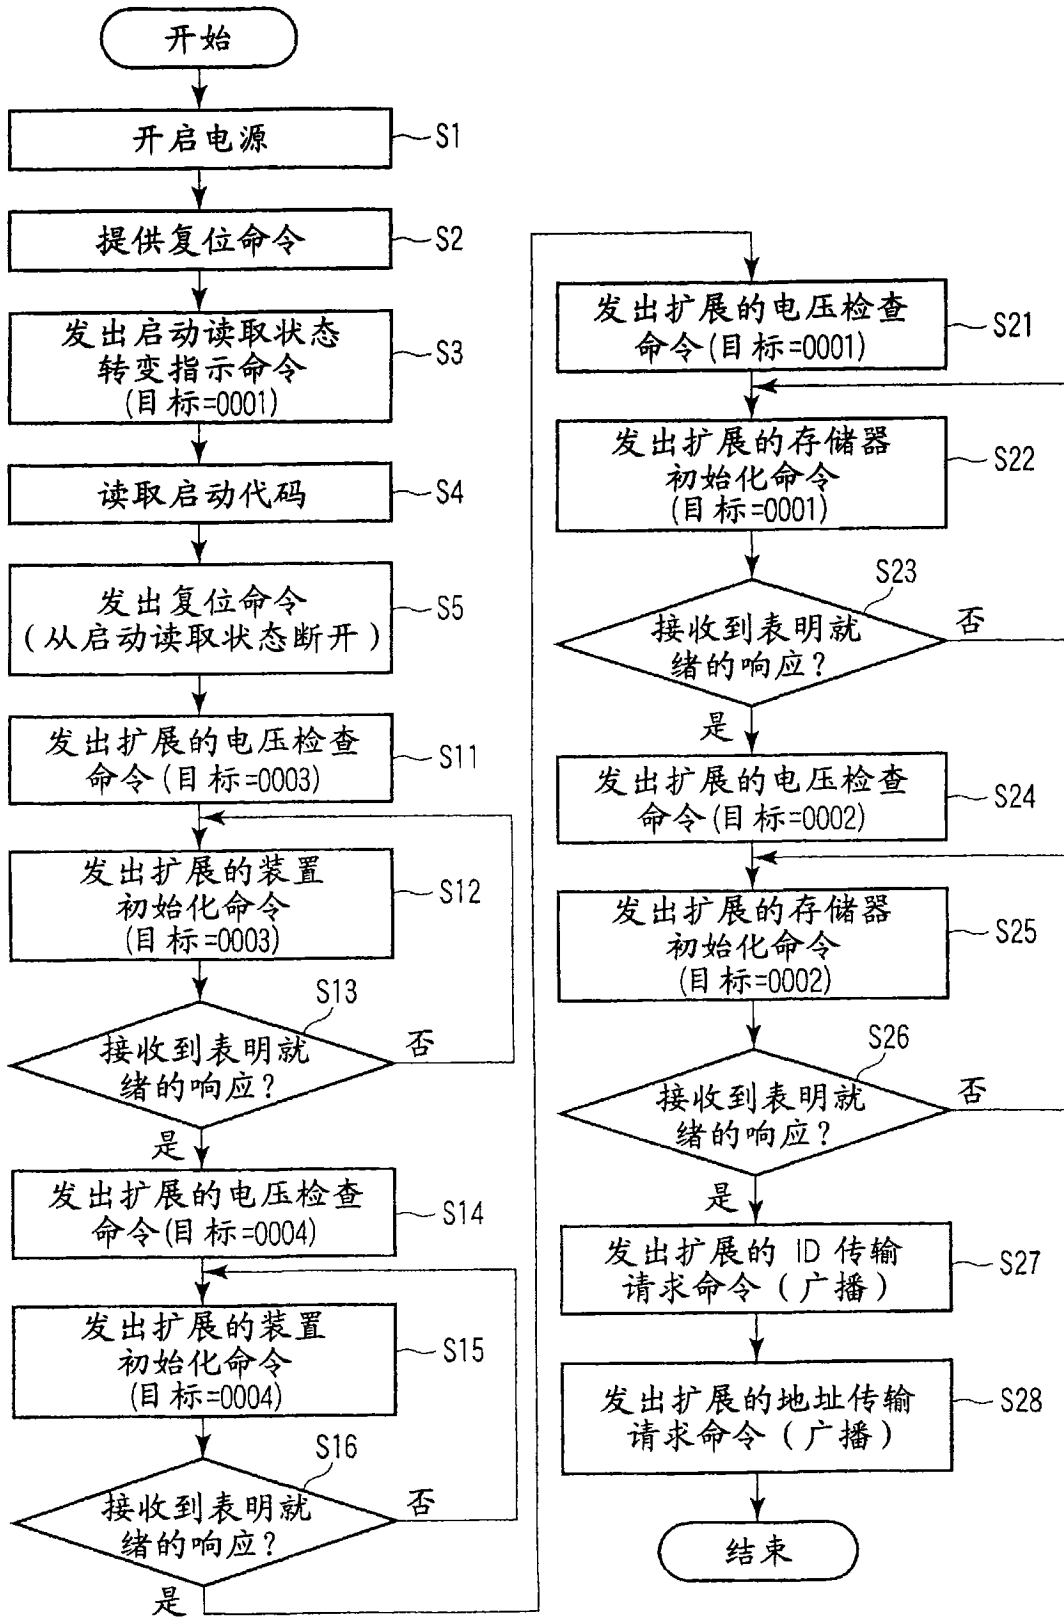 开始
开启电源
S1
提供复位命令
S2
发出启动读取状态
转变指示命令
(目标=0001)
S3
读取启动代码
S4
发出复位命令
(从启动读取状态断开)
S5
发出扩展的电压检查
命令(目标=0003)
S11
发出扩展的装置
初始化命令
(目标=0003)
S12
S13
接收到表明就
绪的响应?
否
是
发出扩展的电压检查
命令(目标=0004)
S14
发出扩展的装置
初始化命令
(目标=0004)
S15
S16
接收到表明就
绪的响应?
否
是
发出扩展的电压检查
命令(目标=0001)
S21
发出扩展的存储器
初始化命令
(目标=0001)
S22
S23
接收到表明就
绪的响应?
否
是
发出扩展的电压检查
命令(目标=0002)
S24
发出扩展的存储器
初始化命令
(目标=0002)
S25
S26
接收到表明就
绪的响应?
否
是
发出扩展的 ID 传输
请求命令(广播)
S27
发出扩展的地址传输
请求命令(广播)
S28
结束